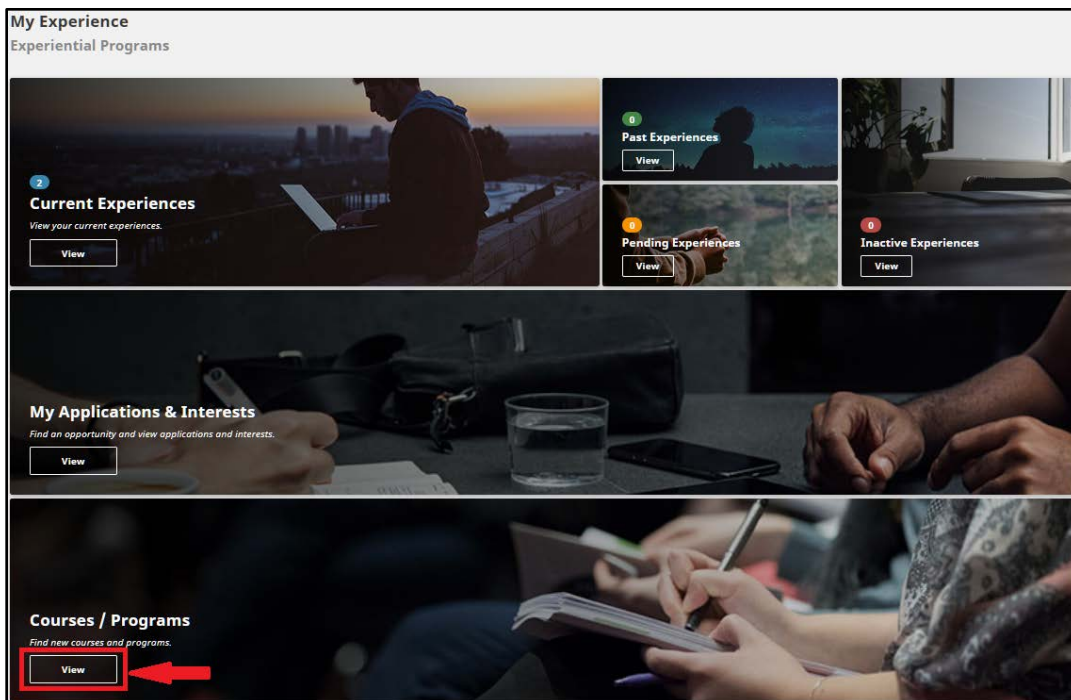 My Experience
Experiential Programs
2
Current Experiences
View your current experiences.
View
0
Past Experiences
View
0
Pending Experiences
View
0
Inactive Experiences
View
My Applications & Interests
Find an opportunity and view applications and interests.
View
Courses / Programs
Find new courses and programs.
View